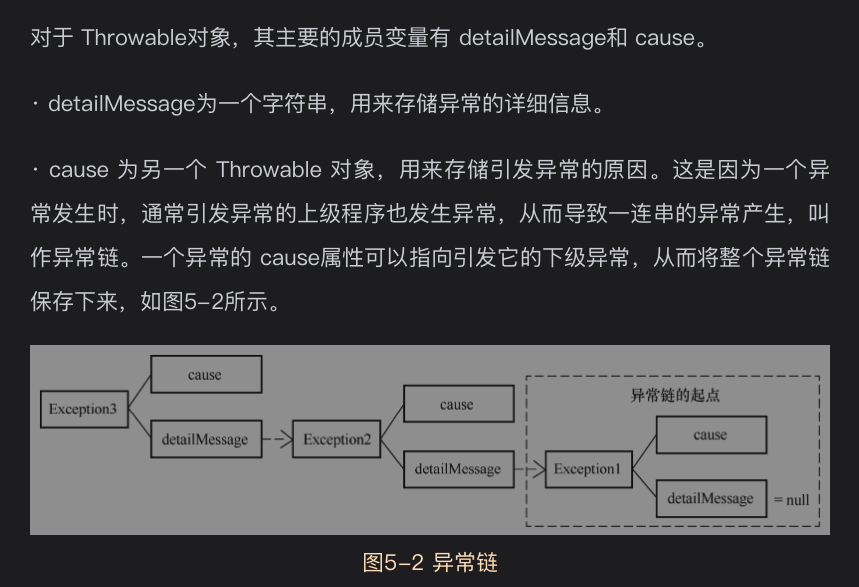 对于 Throwable对象，其主要的成员变量有 detailMessage和 cause。
· detailMessage为一个字符串，用来存储异常的详细信息。
· cause 为另一个 Throwable 对象，用来存储引发异常的原因。这是因为一个异
常发生时，通常引发异常的上级程序也发生异常，从而导致一连串的异常产生，叫
作异常链。一个异常的 cause属性可以指向引发它的下级异常，从而将整个异常链
保存下来，如图5-2所示。
cause
Exception3
detailMessage
cause
Exception2
detailMessage
异常链的起点
cause
Exception1
detailMessage = null
图5-2 异常链